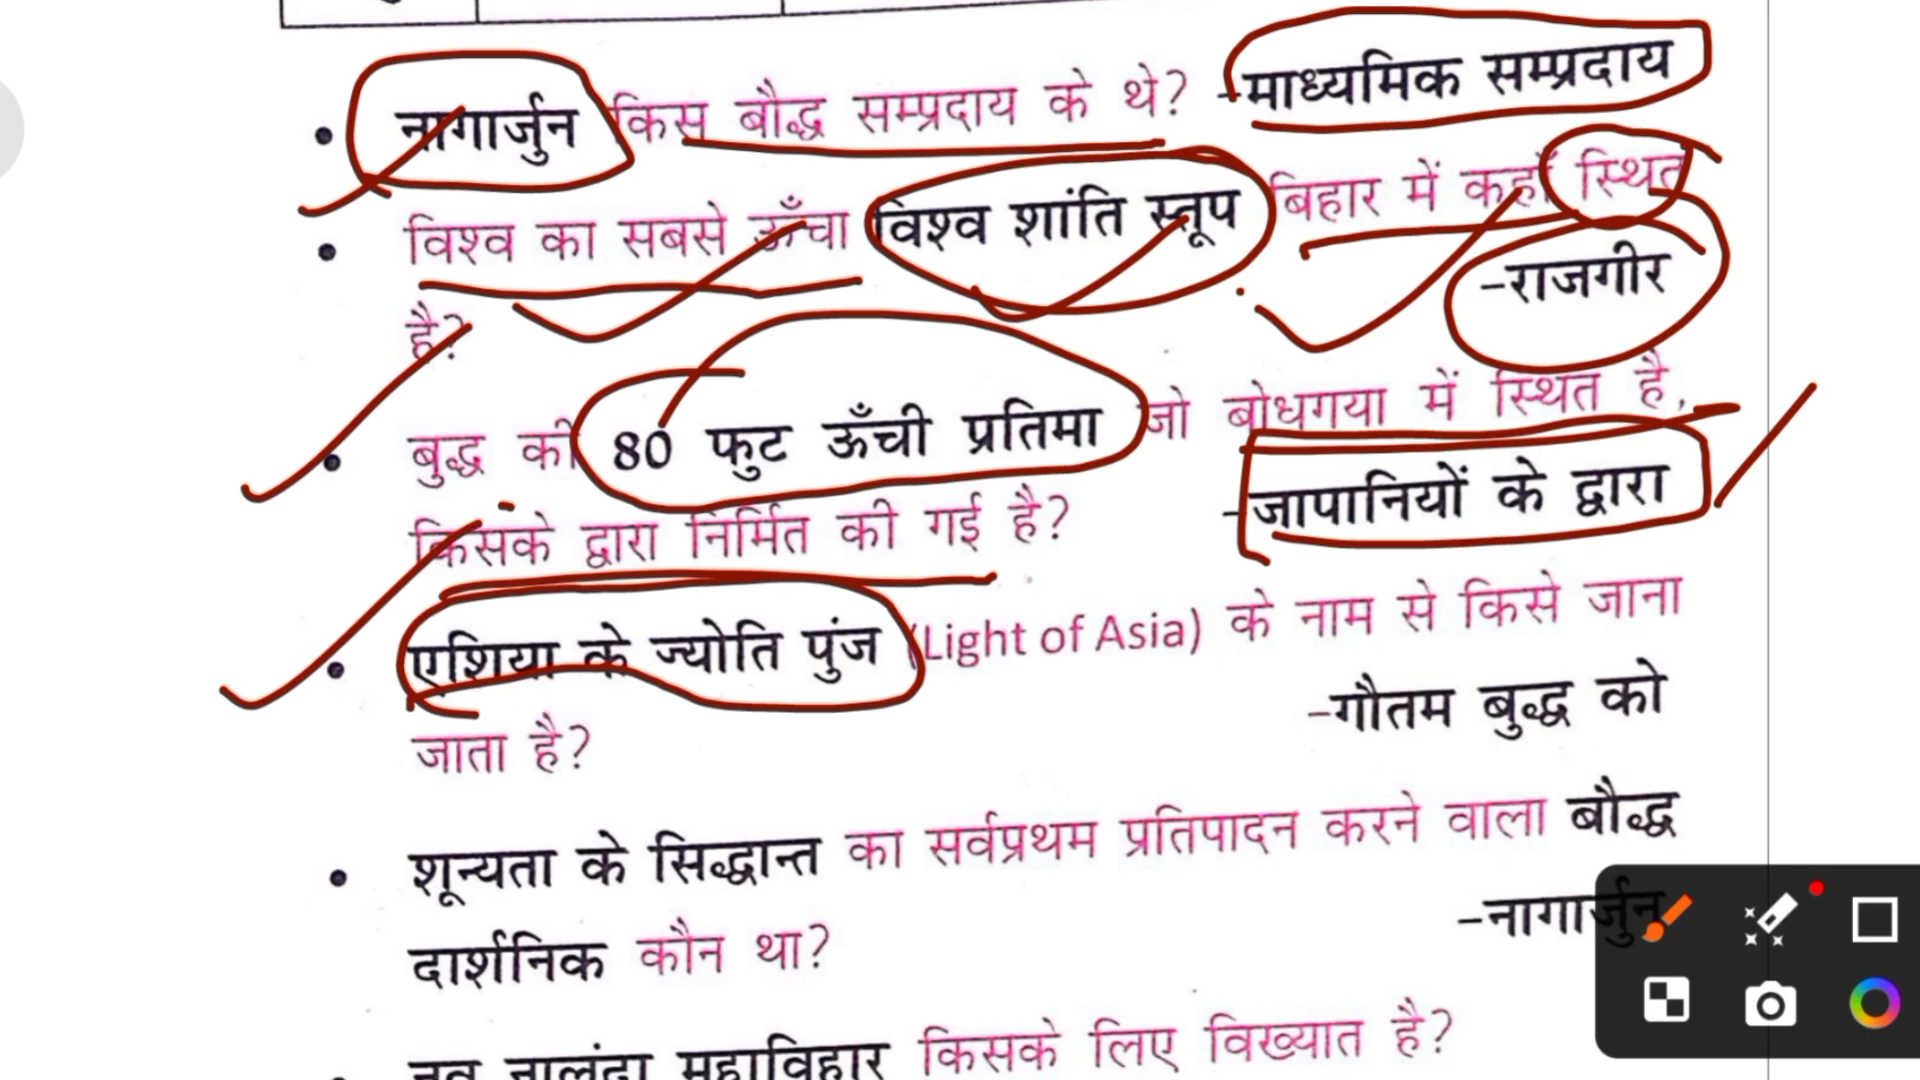 • नागार्जुन किस बौद्ध सम्प्रदाय के थे? –माध्यमिक सम्प्रदाय
• विश्व का सबसे ऊँचा विश्व शांति स्तूप बिहार में कहाँ स्थित
है? –राजगीर
• बुद्ध की 80 फुट ऊँची प्रतिमा जो बोधगया में स्थित है,
किसके द्वारा निर्मित की गई है? –जापानियों के द्वारा
• एशिया के ज्योति पुंज (Light of Asia) के नाम से किसे जाना
जाता है? –गौतम बुद्ध को
• शून्यता के सिद्धान्त का सर्वप्रथम प्रतिपादन करने वाला बौद्ध
दार्शनिक कौन था? –नागार्जुन
• नव नालंदा महाविहार किसके लिए विख्यात है?